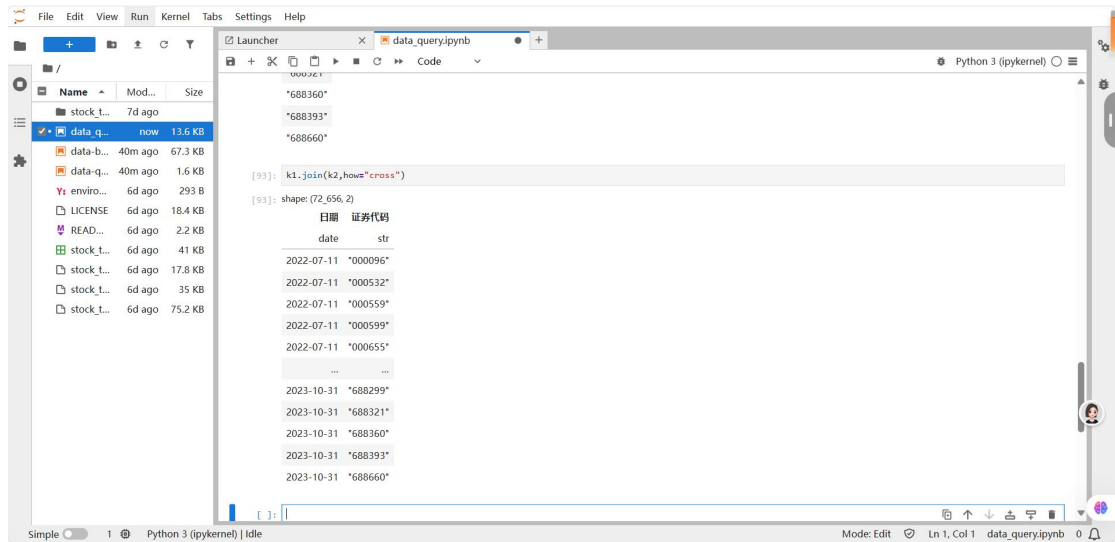 File Edit View Run Kernel Tabs Settings Help
Launcher × data_query.ipynb +
Code Python 3 (ipykernel)
/
Name Mod... Size
stock_t... 7d ago
data_q... now 13.6 KB
data-b... 40m ago 67.3 KB
data-q... 40m ago 1.6 KB
Y: enviro... 6d ago 293 B
LICENSE 6d ago 18.4 KB
M READ... 6d ago 2.2 KB
stock_t... 6d ago 41 KB
stock_t... 6d ago 17.8 KB
stock_t... 6d ago 35 KB
stock_t... 6d ago 75.2 KB
"688360"
"688393"
"688660"
[93]: k1.join(k2,how="cross")
[93]: shape: (72_656, 2)
日期 证券代码
date str
2022-07-11 "000096"
2022-07-11 "000532"
2022-07-11 "000559"
2022-07-11 "000599"
2022-07-11 "000655"
... ...
2023-10-31 "688299"
2023-10-31 "688321"
2023-10-31 "688360"
2023-10-31 "688393"
2023-10-31 "688660"
[ ]:
Simple 1 Python 3 (ipykernel) | Idle Mode: Edit Ln 1, Col 1 data_query.ipynb 0